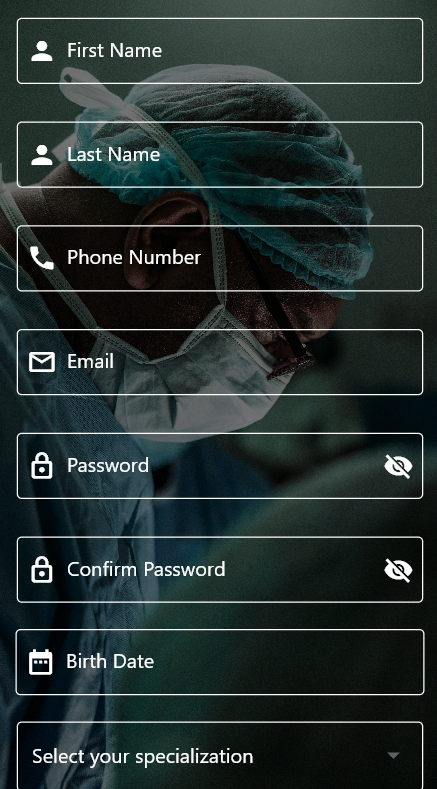 First Name
Last Name
Phone Number
Email
Password
Confirm Password
Birth Date
Select your specialization